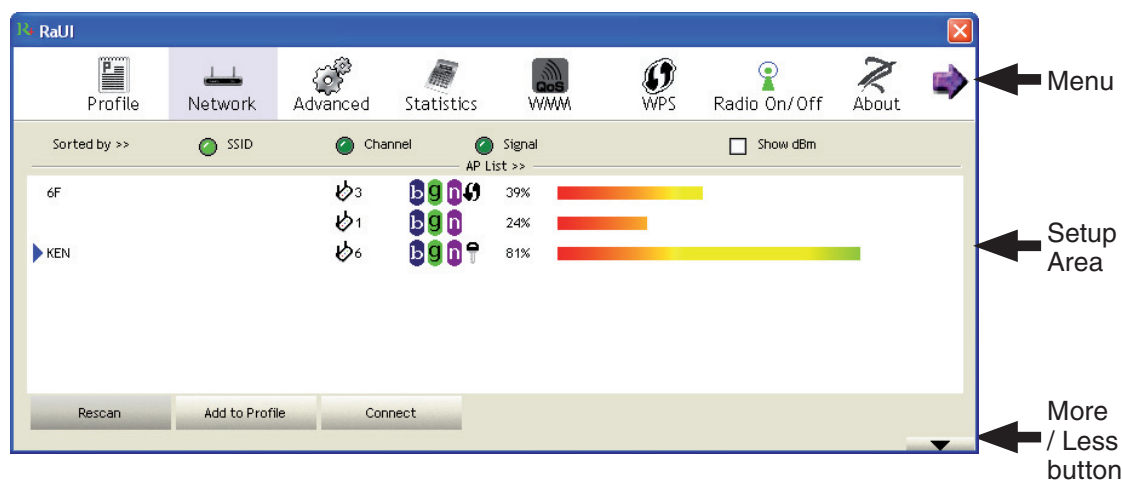 RaUI
Profile Network Advanced Statistics WMM WPS Radio On/Off About
QoS
Menu
Sorted by >> SSID Channel Signal Show dBm
AP List >>
6F 3 b g n 39%
1 b g n 24%
KEN 6 b g n 81%
Setup
Area
Rescan Add to Profile Connect
More
/ Less
button